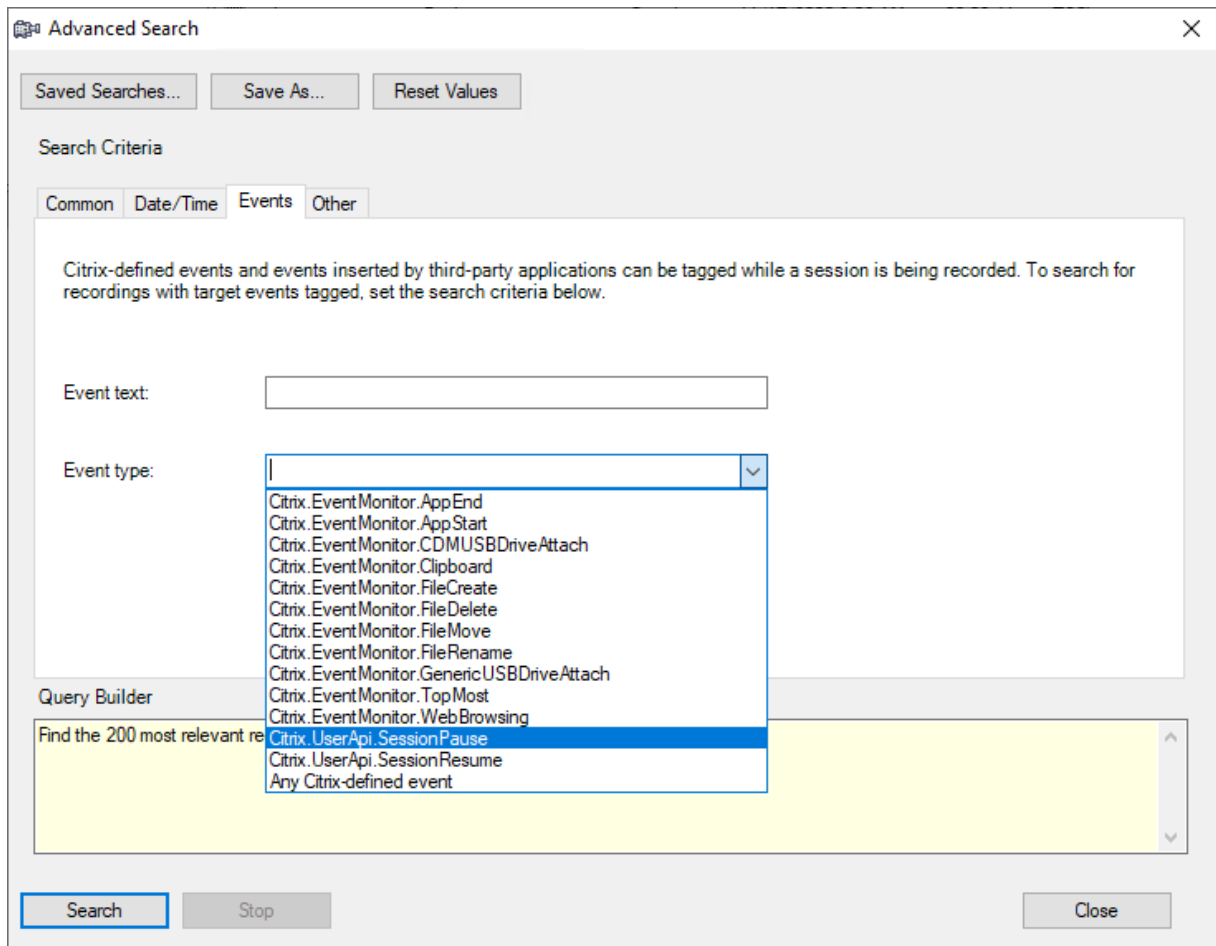 Advanced Search
Saved Searches...
Save As...
Reset Values
Search Criteria
Common
Date/Time
Events
Other
Citrix-defined events and events inserted by third-party applications can be tagged while a session is being recorded. To search for
recordings with target events tagged, set the search criteria below.
Event text:
Event type:
Citrix.EventMonitor.AppEnd
Citrix.EventMonitor.AppStart
Citrix.EventMonitor.CDMUSBDriveAttach
Citrix.EventMonitor.Clipboard
Citrix.EventMonitor.FileCreate
Citrix.EventMonitor.FileDelete
Citrix.EventMonitor.FileMove
Citrix.EventMonitor.FileRename
Citrix.EventMonitor.GenericUSBDriveAttach
Citrix.EventMonitor.TopMost
Citrix.EventMonitor.WebBrowsing
Citrix.UserApi.SessionPause
Citrix.UserApi.SessionResume
Any Citrix-defined event
Query Builder
Find the 200 most relevant re
Search
Stop
Close